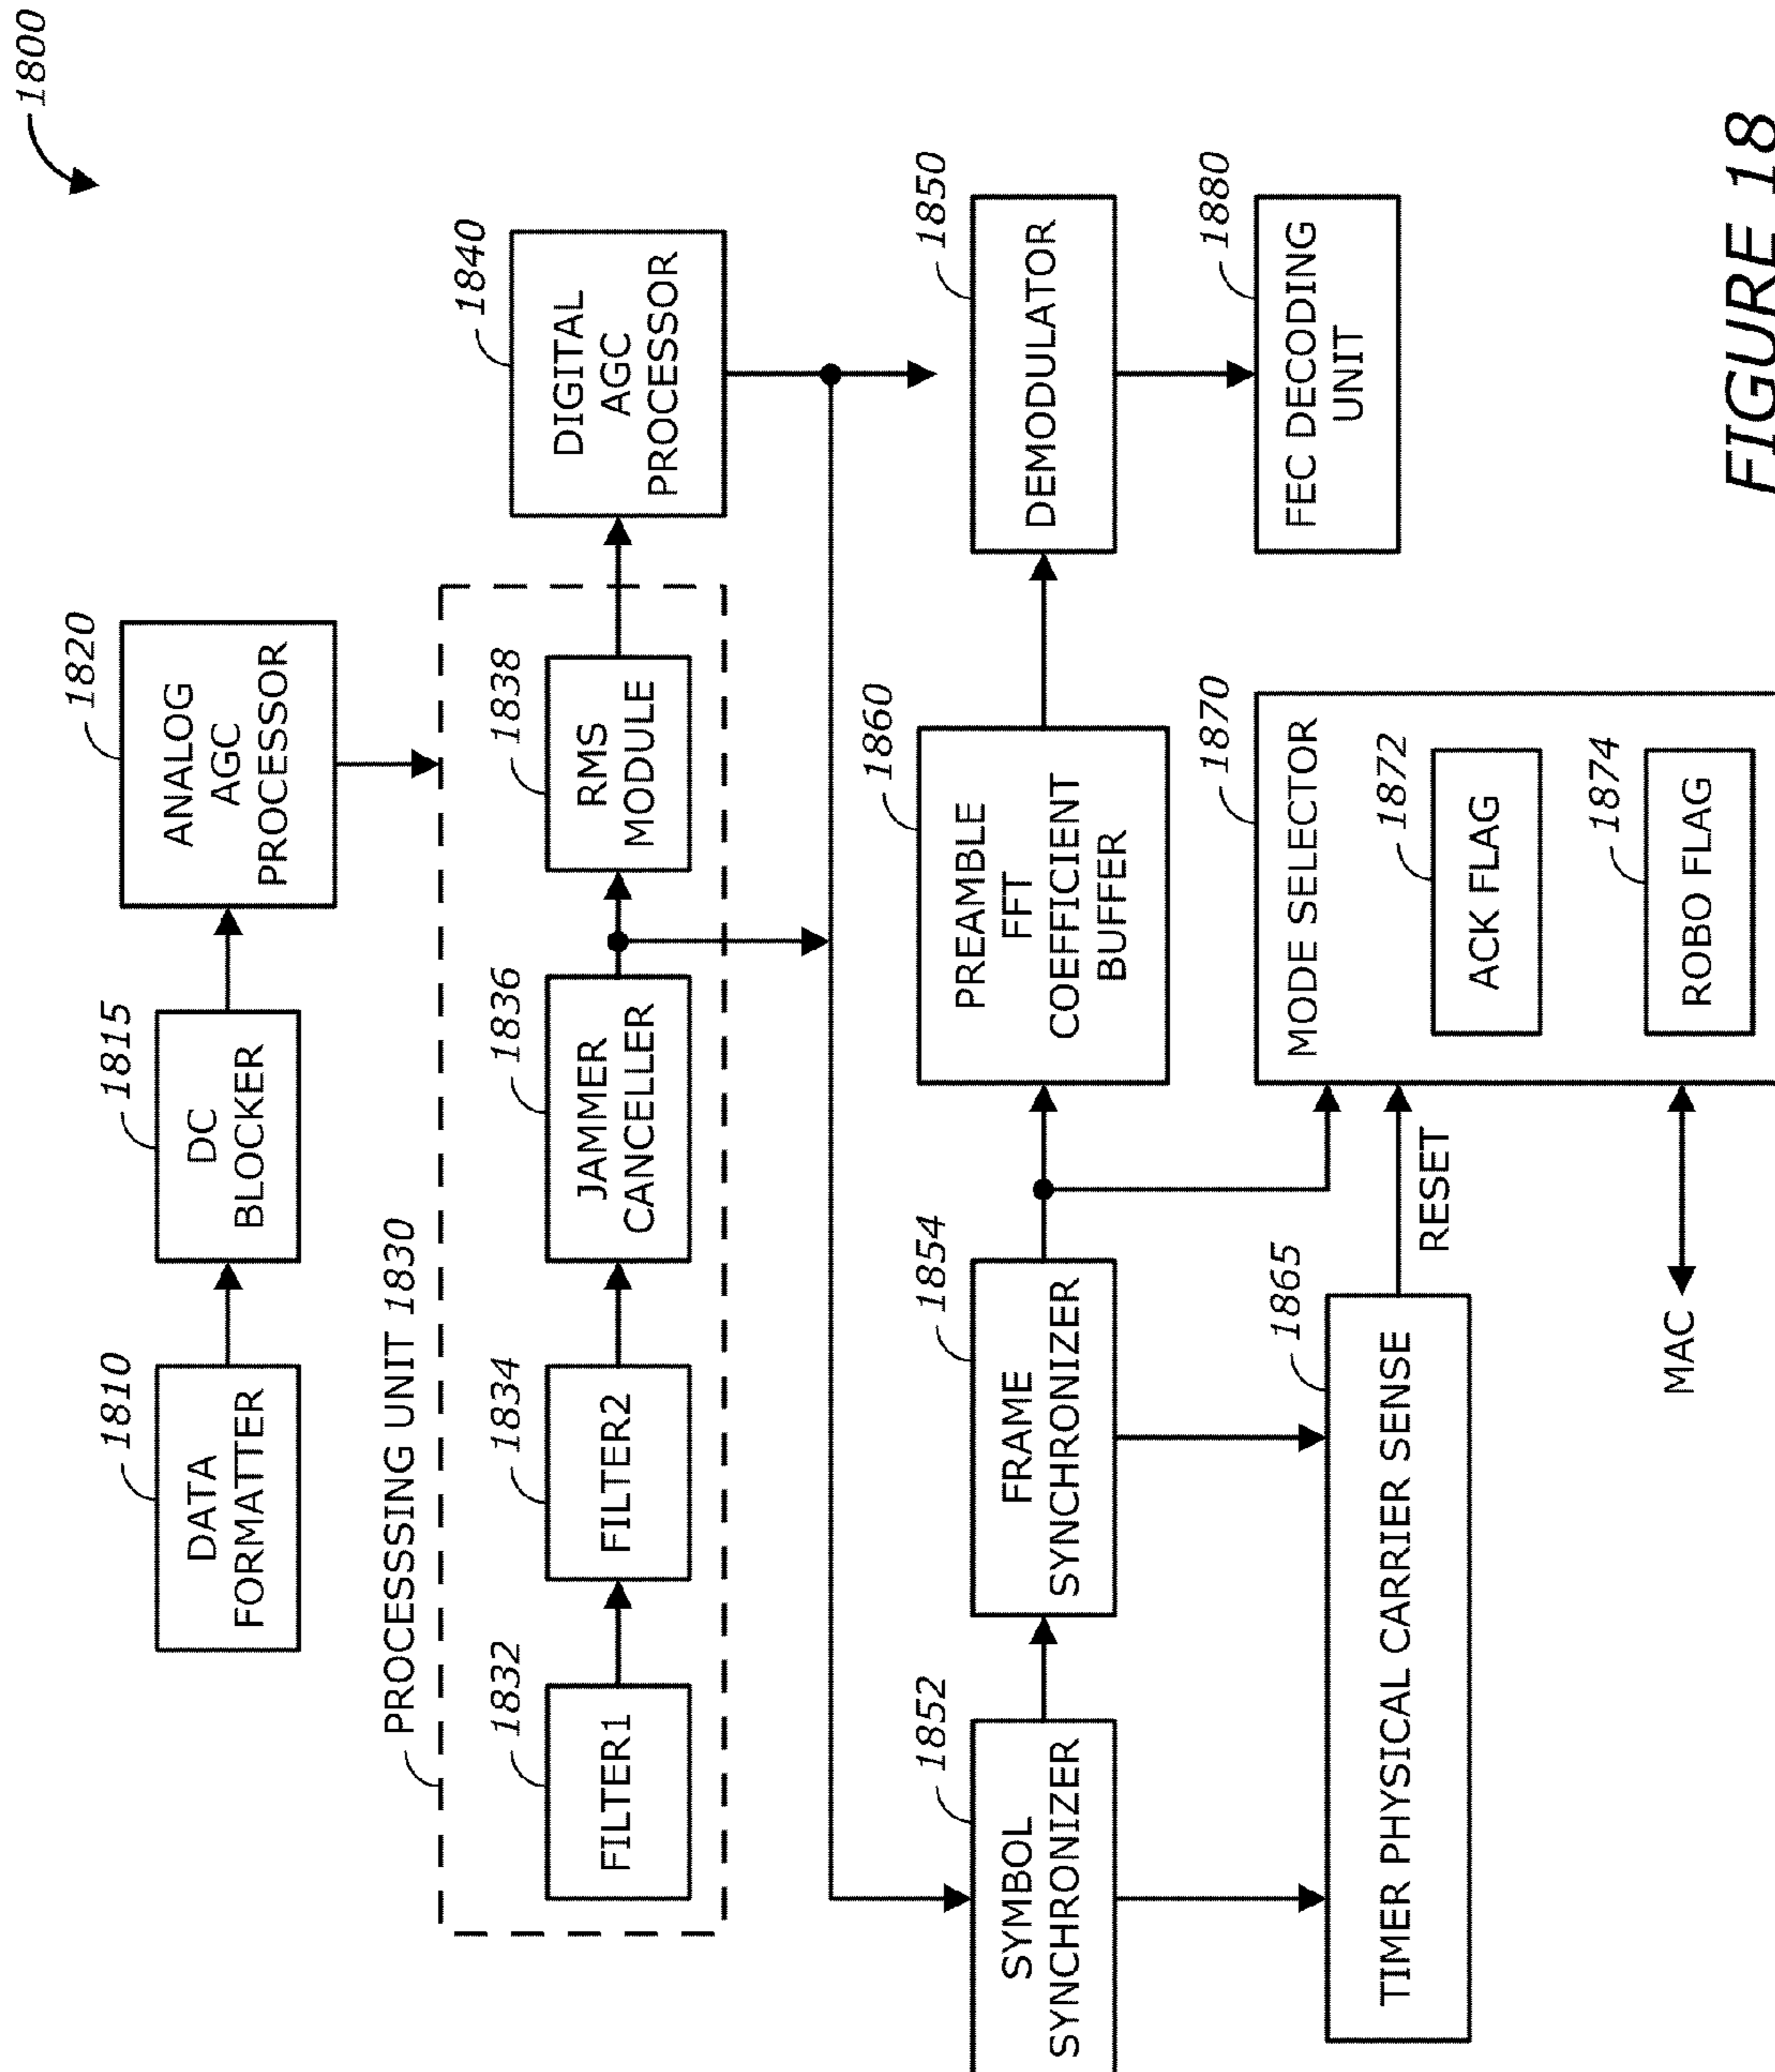 1800
1810
DATA
FORMATTER
1815
DC
BLOCKER
1820
ANALOG
AGC
PROCESSOR
PROCESSSING UNIT 1830
1832
FILTER1
1834
FILTER2
1836
JAMMER
CANCELLER
1838
RMS
MODULE
1840
DIGITAL
AGC
PROCESSOR
1852
SYMBOL
SYNCHRONIZER
1854
FRAME
SYNCHRONIZER
1860
PREAMBLE
FFT
COEFFICIENT
BUFFER
1850
DEMODULATOR
1865
TIMER PHYSICAL CARRIER SENSE
RESET
MAC
1870
MODE SELECTOR
1872
ACK FLAG
1874
ROBO FLAG
1880
FEC DECODING
UNIT
FIGURE 18